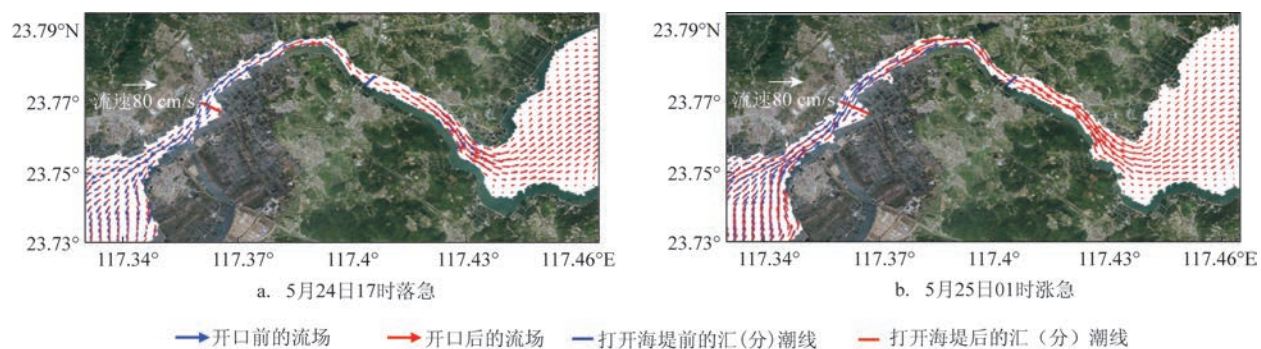 23.79°N
23.77°
23.75°
23.73°
流速80 cm/s
117.34° 117.37° 117.4° 117.43° 117.46°E
a. 5月24日17时落急
23.79°N
23.77°
23.75°
23.73°
流速80 cm/s
117.34° 117.37° 117.4° 117.43° 117.46°E
b. 5月25日01时涨急
开口前的流场 开口后的流场 打开海堤前的汇(分)潮线 打开海堤后的汇（分）潮线